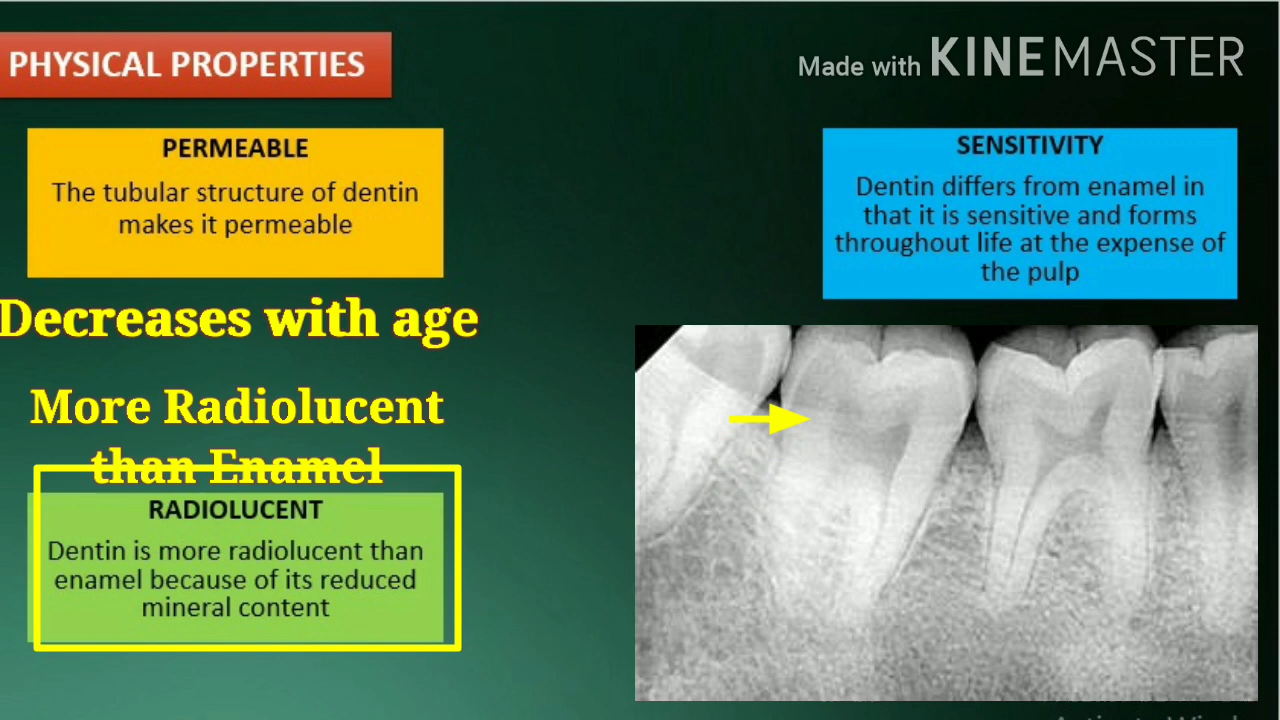 PHYSICAL PROPERTIES
Made with KINEMASTER
PERMEABLE
The tubular structure of dentin
makes it permeable
SENSITIVITY
Dentin differs from enamel in
that it is sensitive and forms
throughout life at the expense of
the pulp
Decreases with age
More Radiolucent
than Enamel
RADIOLUCENT
Dentin is more radiolucent than
enamel because of its reduced
mineral content